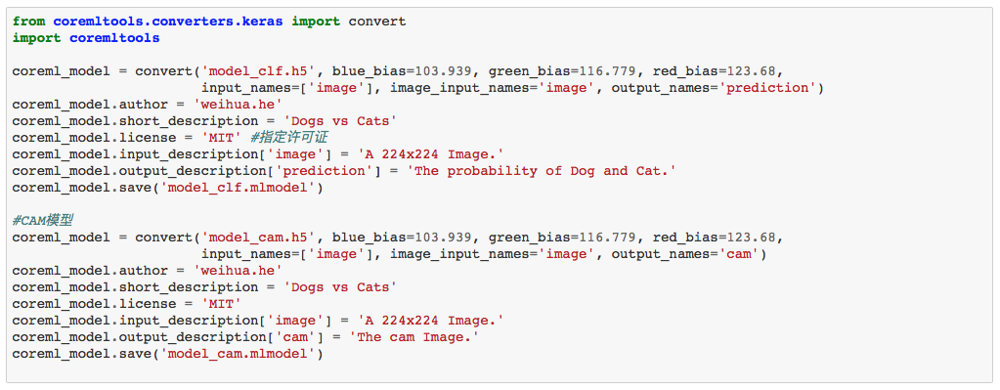 from coremltools.converters.keras import convert
import coremltools

coreml_model = convert('model_clf.h5', blue_bias=103.939, green_bias=116.779, red_bias=123.68,
                       input_names=['image'], image_input_names='image', output_names='prediction')
coreml_model.author = 'weihua.he'
coreml_model.short_description = 'Dogs vs Cats'
coreml_model.license = 'MIT' #指定许可证
coreml_model.input_description['image'] = 'A 224x224 Image.'
coreml_model.output_description['prediction'] = 'The probability of Dog and Cat.'
coreml_model.save('model_clf.mlmodel')

#CAM模型
coreml_model = convert('model_cam.h5', blue_bias=103.939, green_bias=116.779, red_bias=123.68,
                       input_names=['image'], image_input_names='image', output_names='cam')
coreml_model.author = 'weihua.he'
coreml_model.short_description = 'Dogs vs Cats'
coreml_model.license = 'MIT'
coreml_model.input_description['image'] = 'A 224x224 Image.'
coreml_model.output_description['cam'] = 'The cam Image.'
coreml_model.save('model_cam.mlmodel')